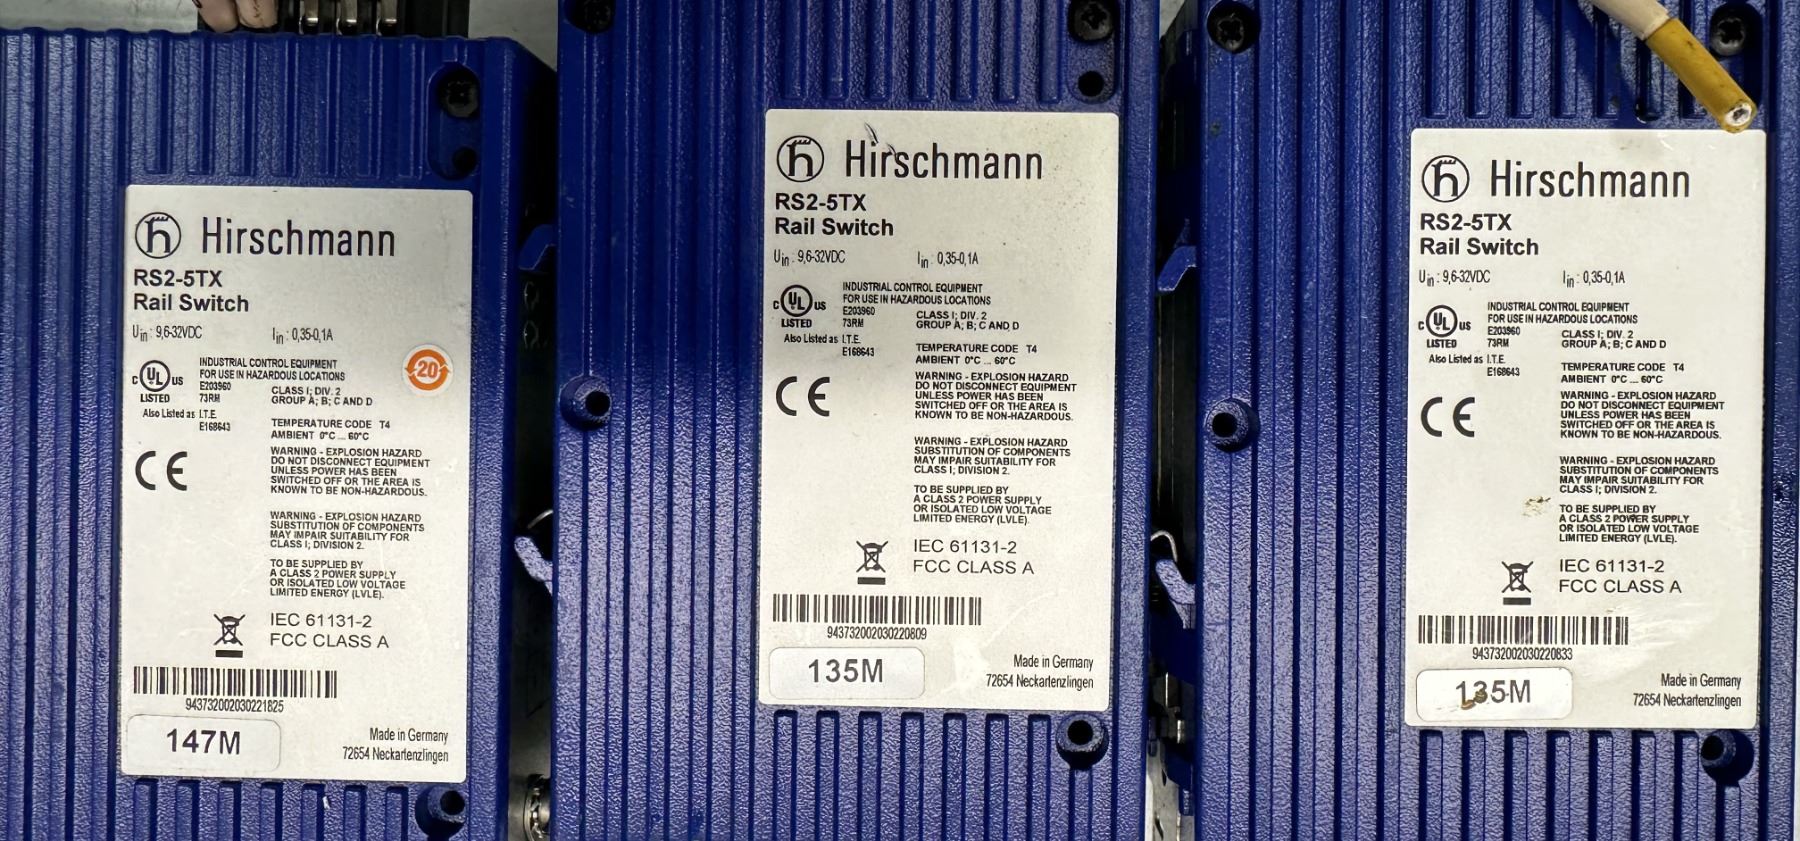 Hirschmann
RS2-5TX
Rail Switch
Uin : 9,6-32VDC Iin : 0,35-0,1A
20
C UL US
LISTED
INDUSTRIAL CONTROL EQUIPMENT
FOR USE IN HAZARDOUS LOCATIONS
E203960
73RM
CLASS I; DIV. 2
GROUP A; B; C AND D
Also Listed as I.T.E.
E168643
TEMPERATURE CODE T4
AMBIENT 0°C ... 60°C
CE
WARNING - EXPLOSION HAZARD
DO NOT DISCONNECT EQUIPMENT
UNLESS POWER HAS BEEN
SWITCHED OFF OR THE AREA IS
KNOWN TO BE NON-HAZARDOUS.
WARNING - EXPLOSION HAZARD
SUBSTITUTION OF COMPONENTS
MAY IMPAIR SUITABILITY FOR
CLASS I; DIVISION 2.
TO BE SUPPLIED BY
A CLASS 2 POWER SUPPLY
OR ISOLATED LOW VOLTAGE
LIMITED ENERGY (LVLE).
IEC 61131-2
FCC CLASS A
943732002030221825
147M
Made in Germany
72654 Neckartenzlingen
Hirschmann
RS2-5TX
Rail Switch
Uin : 9,6-32VDC Iin : 0,35-0,1A
C UL US
LISTED
INDUSTRIAL CONTROL EQUIPMENT
FOR USE IN HAZARDOUS LOCATIONS
E203960
73RM
CLASS I; DIV. 2
GROUP A; B; C AND D
Also Listed as I.T.E.
E168643
TEMPERATURE CODE T4
AMBIENT 0°C ... 60°C
CE
WARNING - EXPLOSION HAZARD
DO NOT DISCONNECT EQUIPMENT
UNLESS POWER HAS BEEN
SWITCHED OFF OR THE AREA IS
KNOWN TO BE NON-HAZARDOUS.
WARNING - EXPLOSION HAZARD
SUBSTITUTION OF COMPONENTS
MAY IMPAIR SUITABILITY FOR
CLASS I; DIVISION 2.
TO BE SUPPLIED BY
A CLASS 2 POWER SUPPLY
OR ISOLATED LOW VOLTAGE
LIMITED ENERGY (LVLE).
IEC 61131-2
FCC CLASS A
943732002030220809
135M
Made in Germany
72654 Neckartenzlingen
Hirschmann
RS2-5TX
Rail Switch
Uin : 9,6-32VDC Iin : 0,35-0,1A
C UL US
LISTED
INDUSTRIAL CONTROL EQUIPMENT
FOR USE IN HAZARDOUS LOCATIONS
E203960
73RM
CLASS I; DIV. 2
GROUP A; B; C AND D
Also Listed as I.T.E.
E168643
TEMPERATURE CODE T4
AMBIENT 0°C ... 60°C
CE
WARNING - EXPLOSION HAZARD
DO NOT DISCONNECT EQUIPMENT
UNLESS POWER HAS BEEN
SWITCHED OFF OR THE AREA IS
KNOWN TO BE NON-HAZARDOUS.
WARNING - EXPLOSION HAZARD
SUBSTITUTION OF COMPONENTS
MAY IMPAIR SUITABILITY FOR
CLASS I; DIVISION 2.
TO BE SUPPLIED BY
A CLASS 2 POWER SUPPLY
OR ISOLATED LOW VOLTAGE
LIMITED ENERGY (LVLE).
IEC 61131-2
FCC CLASS A
943732002030220833
135M
Made in Germany
72654 Neckartenzlingen